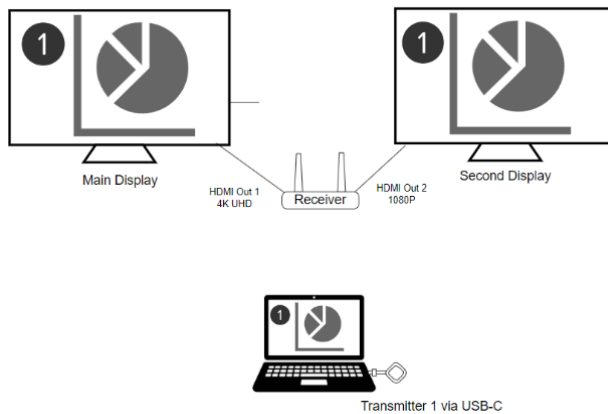 1
1
Main Display
Second Display
HDMI Out 1
4K UHD
Receiver
HDMI Out 2
1080P
1
Transmitter 1 via USB-C